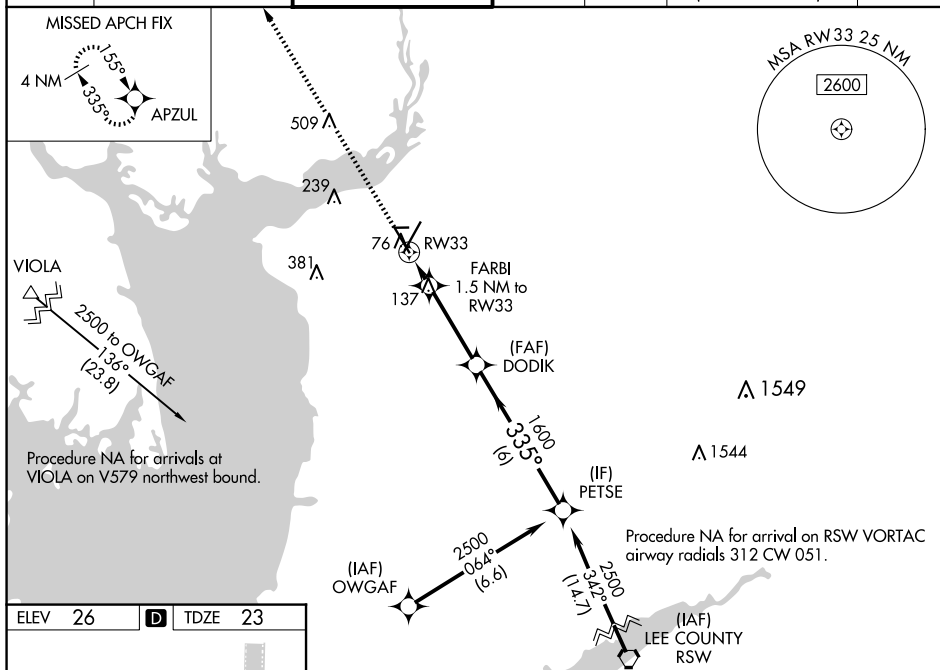 MISSED APCH FIX
155°
4 NM
335°
APZUL
MSA RW33 25 NM
2600
509
239
76
RW33
381
137
FARBI
1.5 NM to
RW33
VIOLA
2500 to OWGAF
136°
(23.8)
(FAF)
DODIK
1549
1600
335°
(6)
1544
Procedure NA for arrivals at
VIOLA on V579 northwest bound.
(IF)
PETSE
Procedure NA for arrival on RSW VORTAC
airway radials 312 CW 051.
2500
064°
(6.6)
(IAF)
OWGAF
2500
342°
(14.7)
(IAF)
LEE COUNTY
RSW
ELEV 26 D TDZE 23